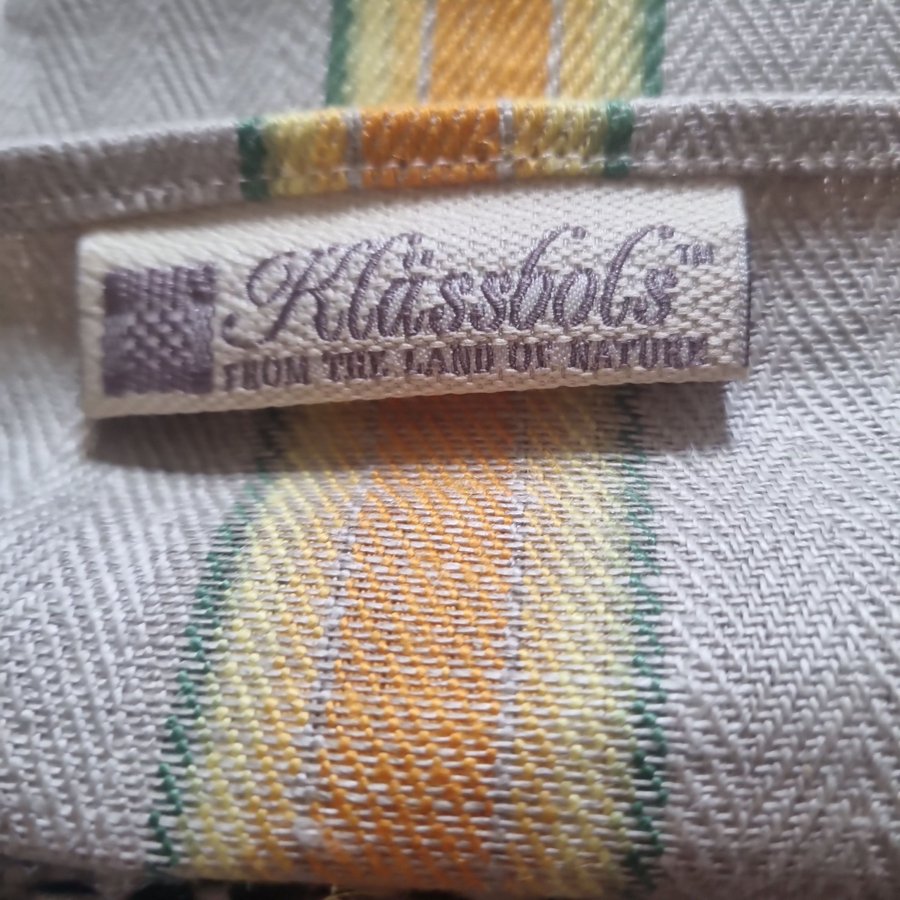 Klässbols™
FROM THE LAND OF NATURE